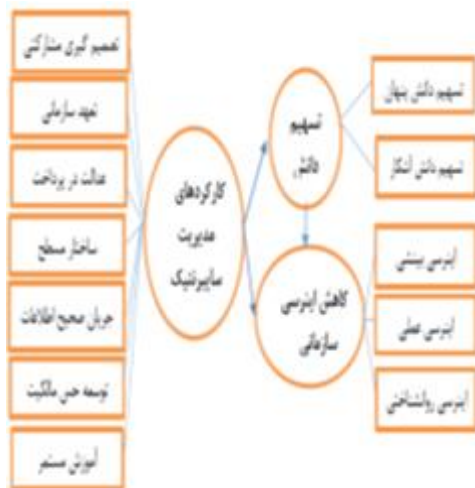 تصمیم گیری مشارکتی
تعهد سازمانی
عدالت در پرداخت
ساختار مسطح
جریان صحیح اطلاعات
توسعه حس مالکیت
آموزش مستمر
کارکردهای
مدیریت
سایبرنتیک
تسهیم
دانش
کاهش اینرسی
سازمانی
تسهیم دانش پنهان
تسهیم دانش آشکار
اینرسی بینشی
اینرسی عملی
اینرسی روانشناختی